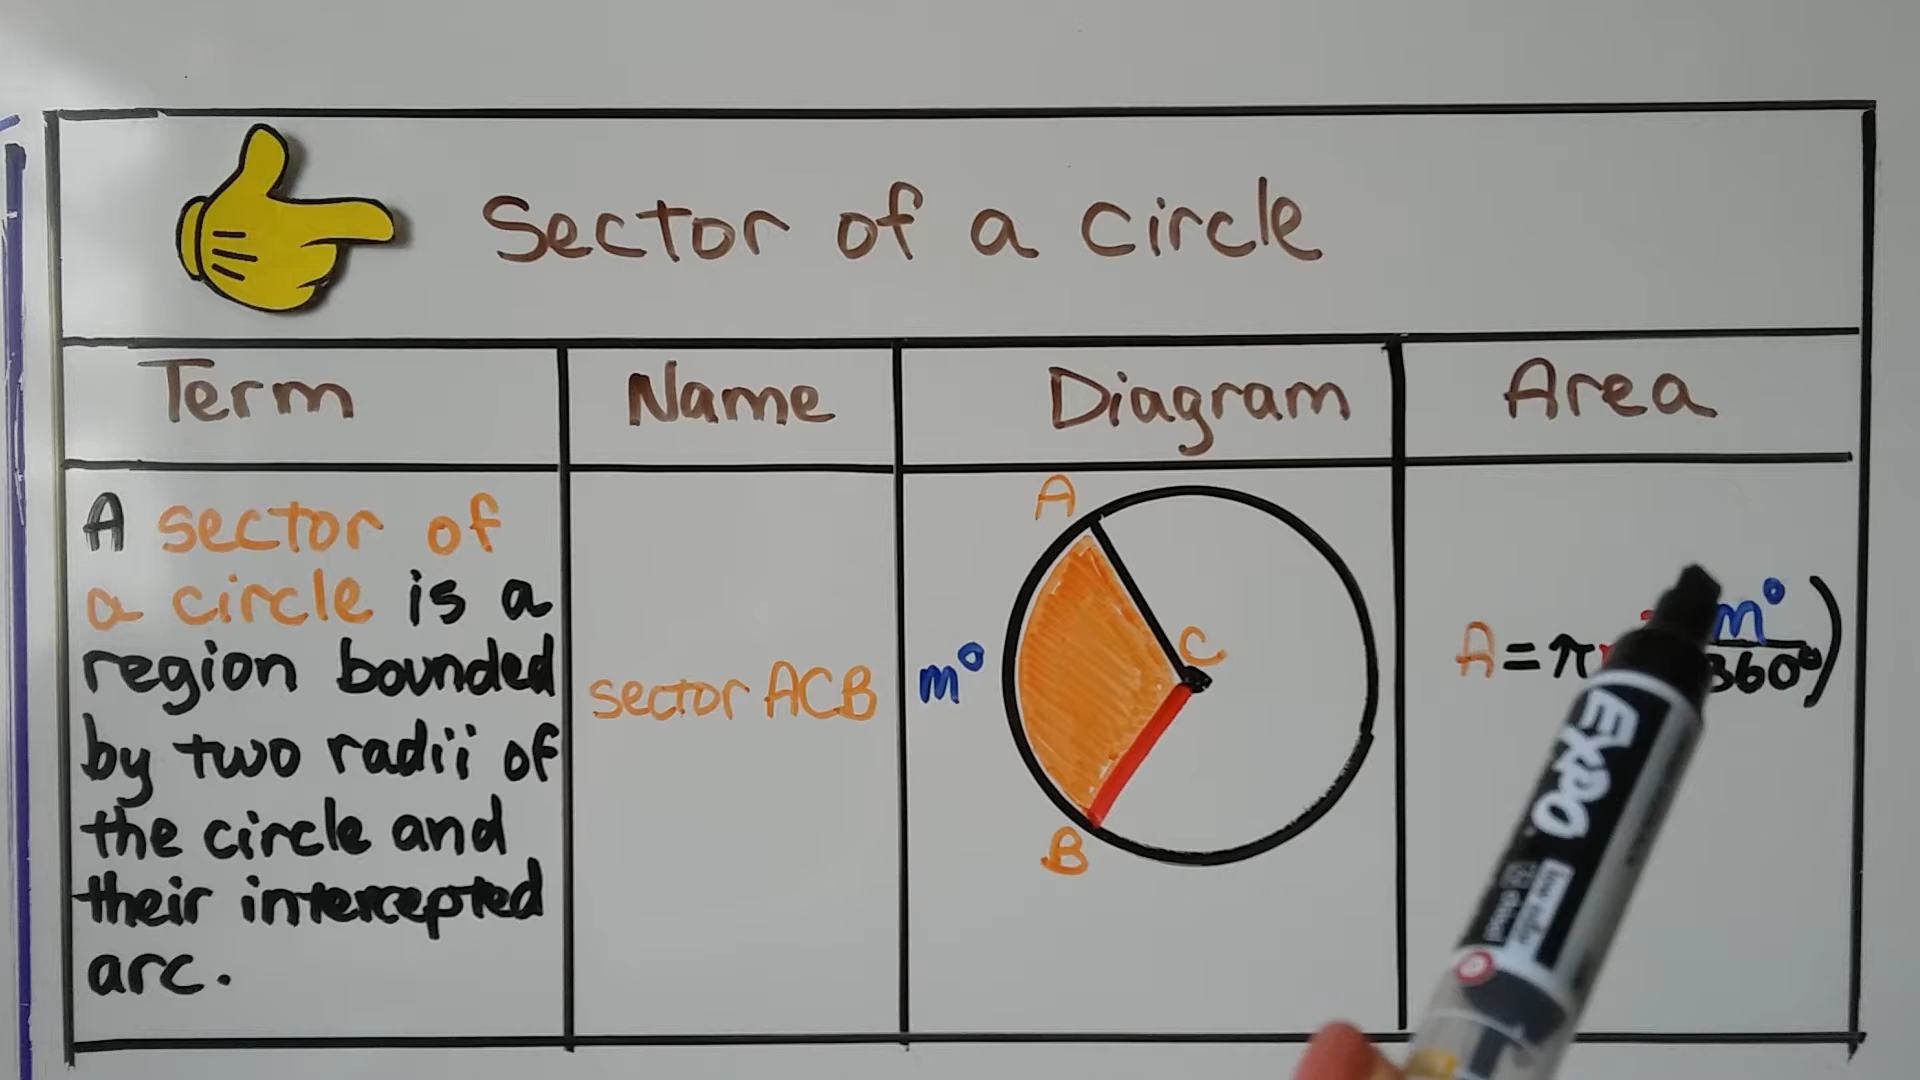 Sector of a circle
Term
Name
Diagram
Area
A sector of
a circle is a
region bounded
by two radii of
the circle and
their intercepted
arc.
sector ACB
A
m°
C
B
A = π m°
360°)
EXPO